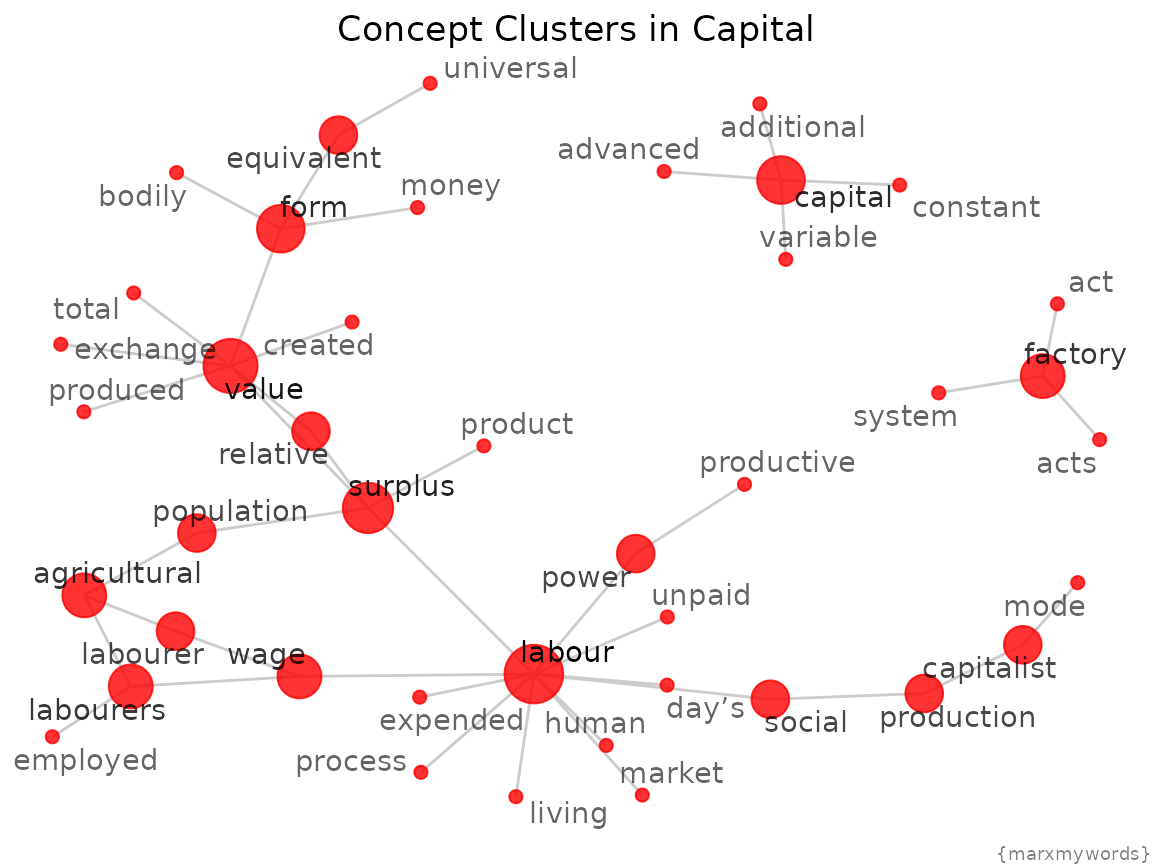 Concept Clusters in Capital
universal
additional
advanced
equivalent
bodily
money
form
capital
constant
variable
act
total
exchange
created
factory
produced
value
system
product
relative
acts
productive
surplus
population
agricultural
power
unpaid
mode
labourer
wage
labour
capitalist
labourers
expended
human
day's
social
production
employed
process
market
living
{marxmywords}